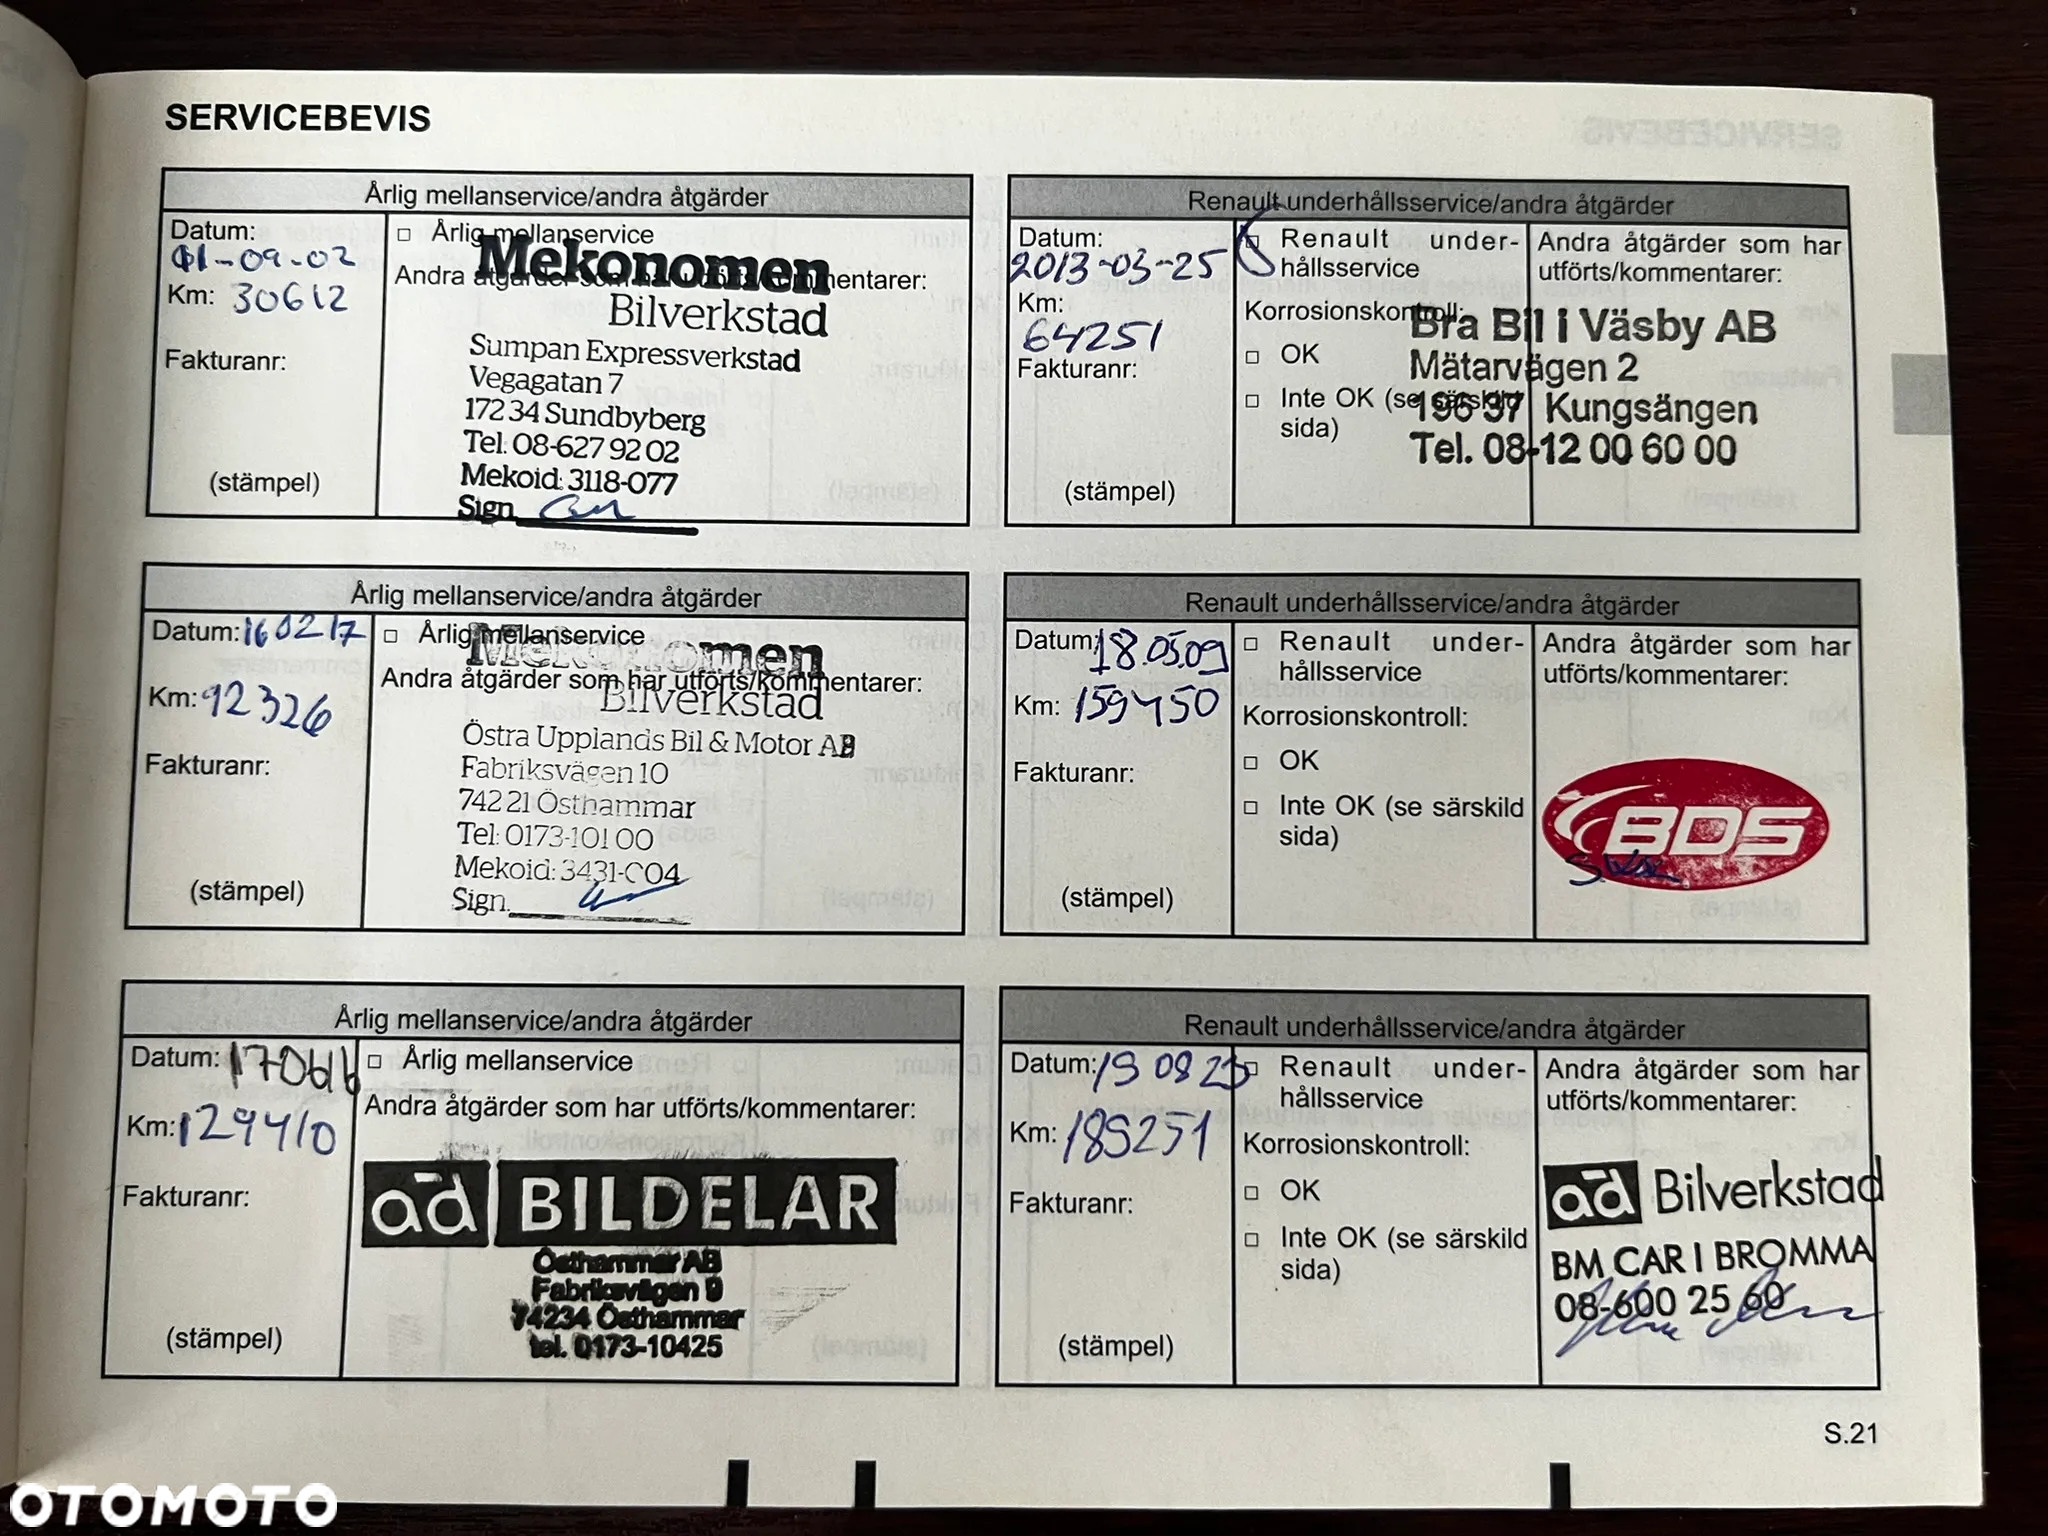 SERVICEBEVIS
Årlig mellanservice/andra åtgärder
Datum:
01-09-02
Km: 30612
Fakturanr:
(stämpel)
□ Årlig mellanservice
Andra åtgärder som har utförts/kommentarer:
Mekonomen
Bilverkstad
Sumpan Expressverkstad
Vegagatan 7
172 34 Sundbyberg
Tel: 08-627 92 02
Mekoid: 3118-077
Sign
Renault underhållsservice/andra åtgärder
Datum:
2013-03-25
Km:
64251
Fakturanr:
(stämpel)
□ Renault under-
hållsservice
Korrosionskontroll:
□ OK
□ Inte OK (se särskild
sida)
Andra åtgärder som har
utförts/kommentarer:
Bra Bil i Väsby AB
Mätarvägen 2
196 37 Kungsängen
Tel. 08-12 00 60 00
Årlig mellanservice/andra åtgärder
Datum: 160217
Km: 92326
Fakturanr:
(stämpel)
□ Årlig mellanservice
Andra åtgärder som har utförts/kommentarer:
Mekonomen
Bilverkstad
Östra Upplands Bil & Motor AB
Fabriksvägen 10
742 21 Östhammar
Tel: 0173-101 00
Mekoid: 3431-004
Sign.
Renault underhållsservice/andra åtgärder
Datum: 18.05.09
Km: 159450
Fakturanr:
(stämpel)
□ Renault under-
hållsservice
Korrosionskontroll:
□ OK
□ Inte OK (se särskild
sida)
Andra åtgärder som har
utförts/kommentarer:
BDS
Årlig mellanservice/andra åtgärder
Datum: 170616
Km: 129410
Fakturanr:
(stämpel)
□ Årlig mellanservice
Andra åtgärder som har utförts/kommentarer:
ad BILDELAR
Östhammar AB
Fabriksvägen 9
74234 Östhammar
tel. 0173-10425
Renault underhållsservice/andra åtgärder
Datum: 190823
Km: 189251
Fakturanr:
(stämpel)
□ Renault under-
hållsservice
Korrosionskontroll:
□ OK
□ Inte OK (se särskild
sida)
Andra åtgärder som har
utförts/kommentarer:
ad Bilverkstad
BM CAR I BROMMA
08-600 25 60
S.21
OTOMOTO